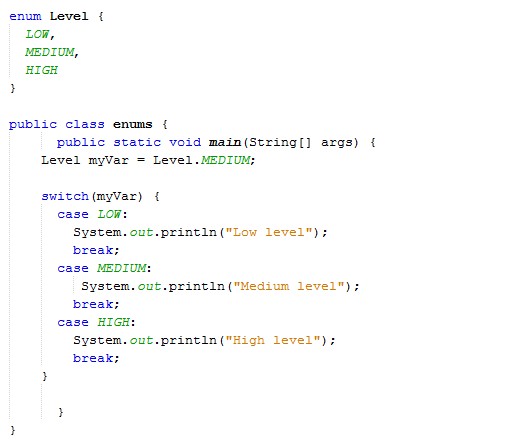 enum Level {
  LOW,
  MEDIUM,
  HIGH
}

public class enums {
      public static void main(String[] args) {
    Level myVar = Level.MEDIUM;

    switch(myVar) {
      case LOW:
        System.out.println("Low level");
        break;
      case MEDIUM:
         System.out.println("Medium level");
        break;
      case HIGH:
        System.out.println("High level");
        break;
    }

      }
}